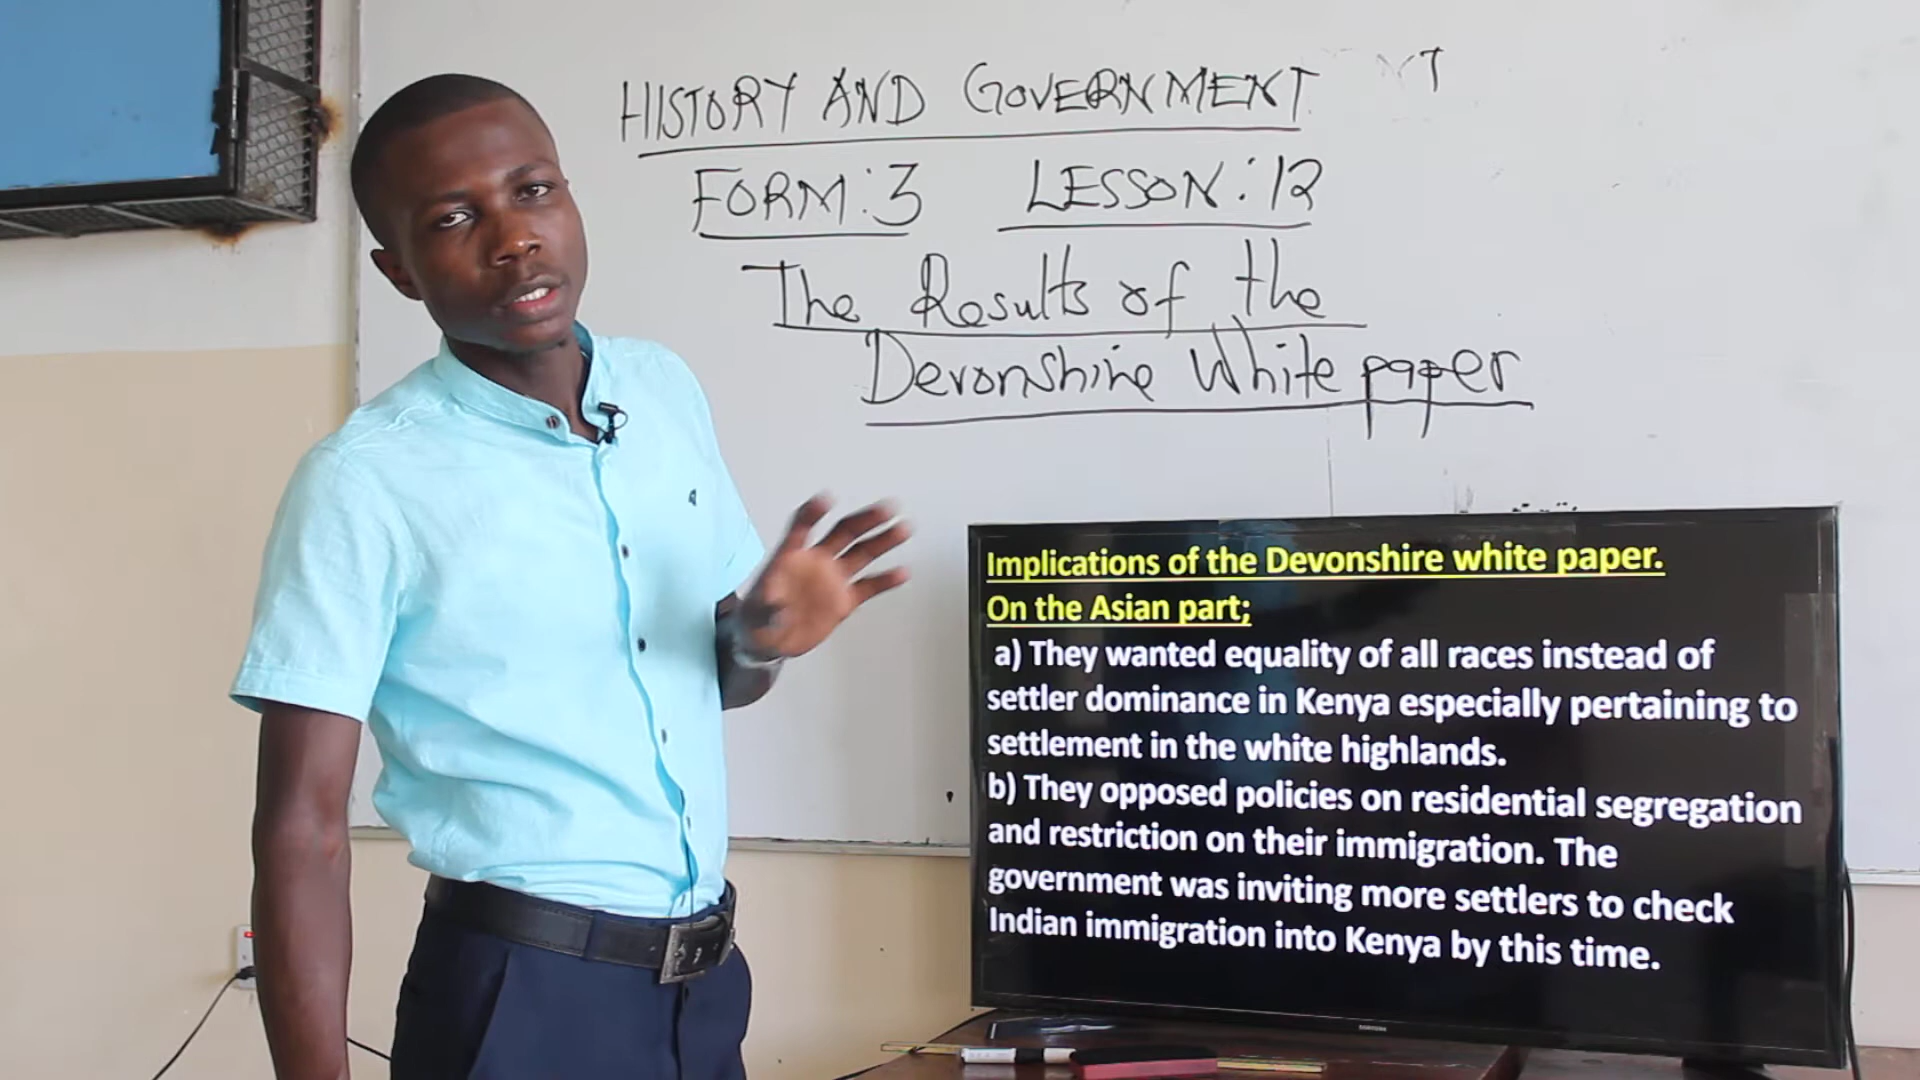 HISTORY AND GOVERNMENT
FORM: 3 LESSON: 12
The Results of the
Devonshire White paper
Implications of the Devonshire white paper.
On the Asian part;
a) They wanted equality of all races instead of
settler dominance in Kenya especially pertaining to
settlement in the white highlands.
b) They opposed policies on residential segregation
and restriction on their immigration. The
government was inviting more settlers to check
Indian immigration into Kenya by this time.
SAMSUNG